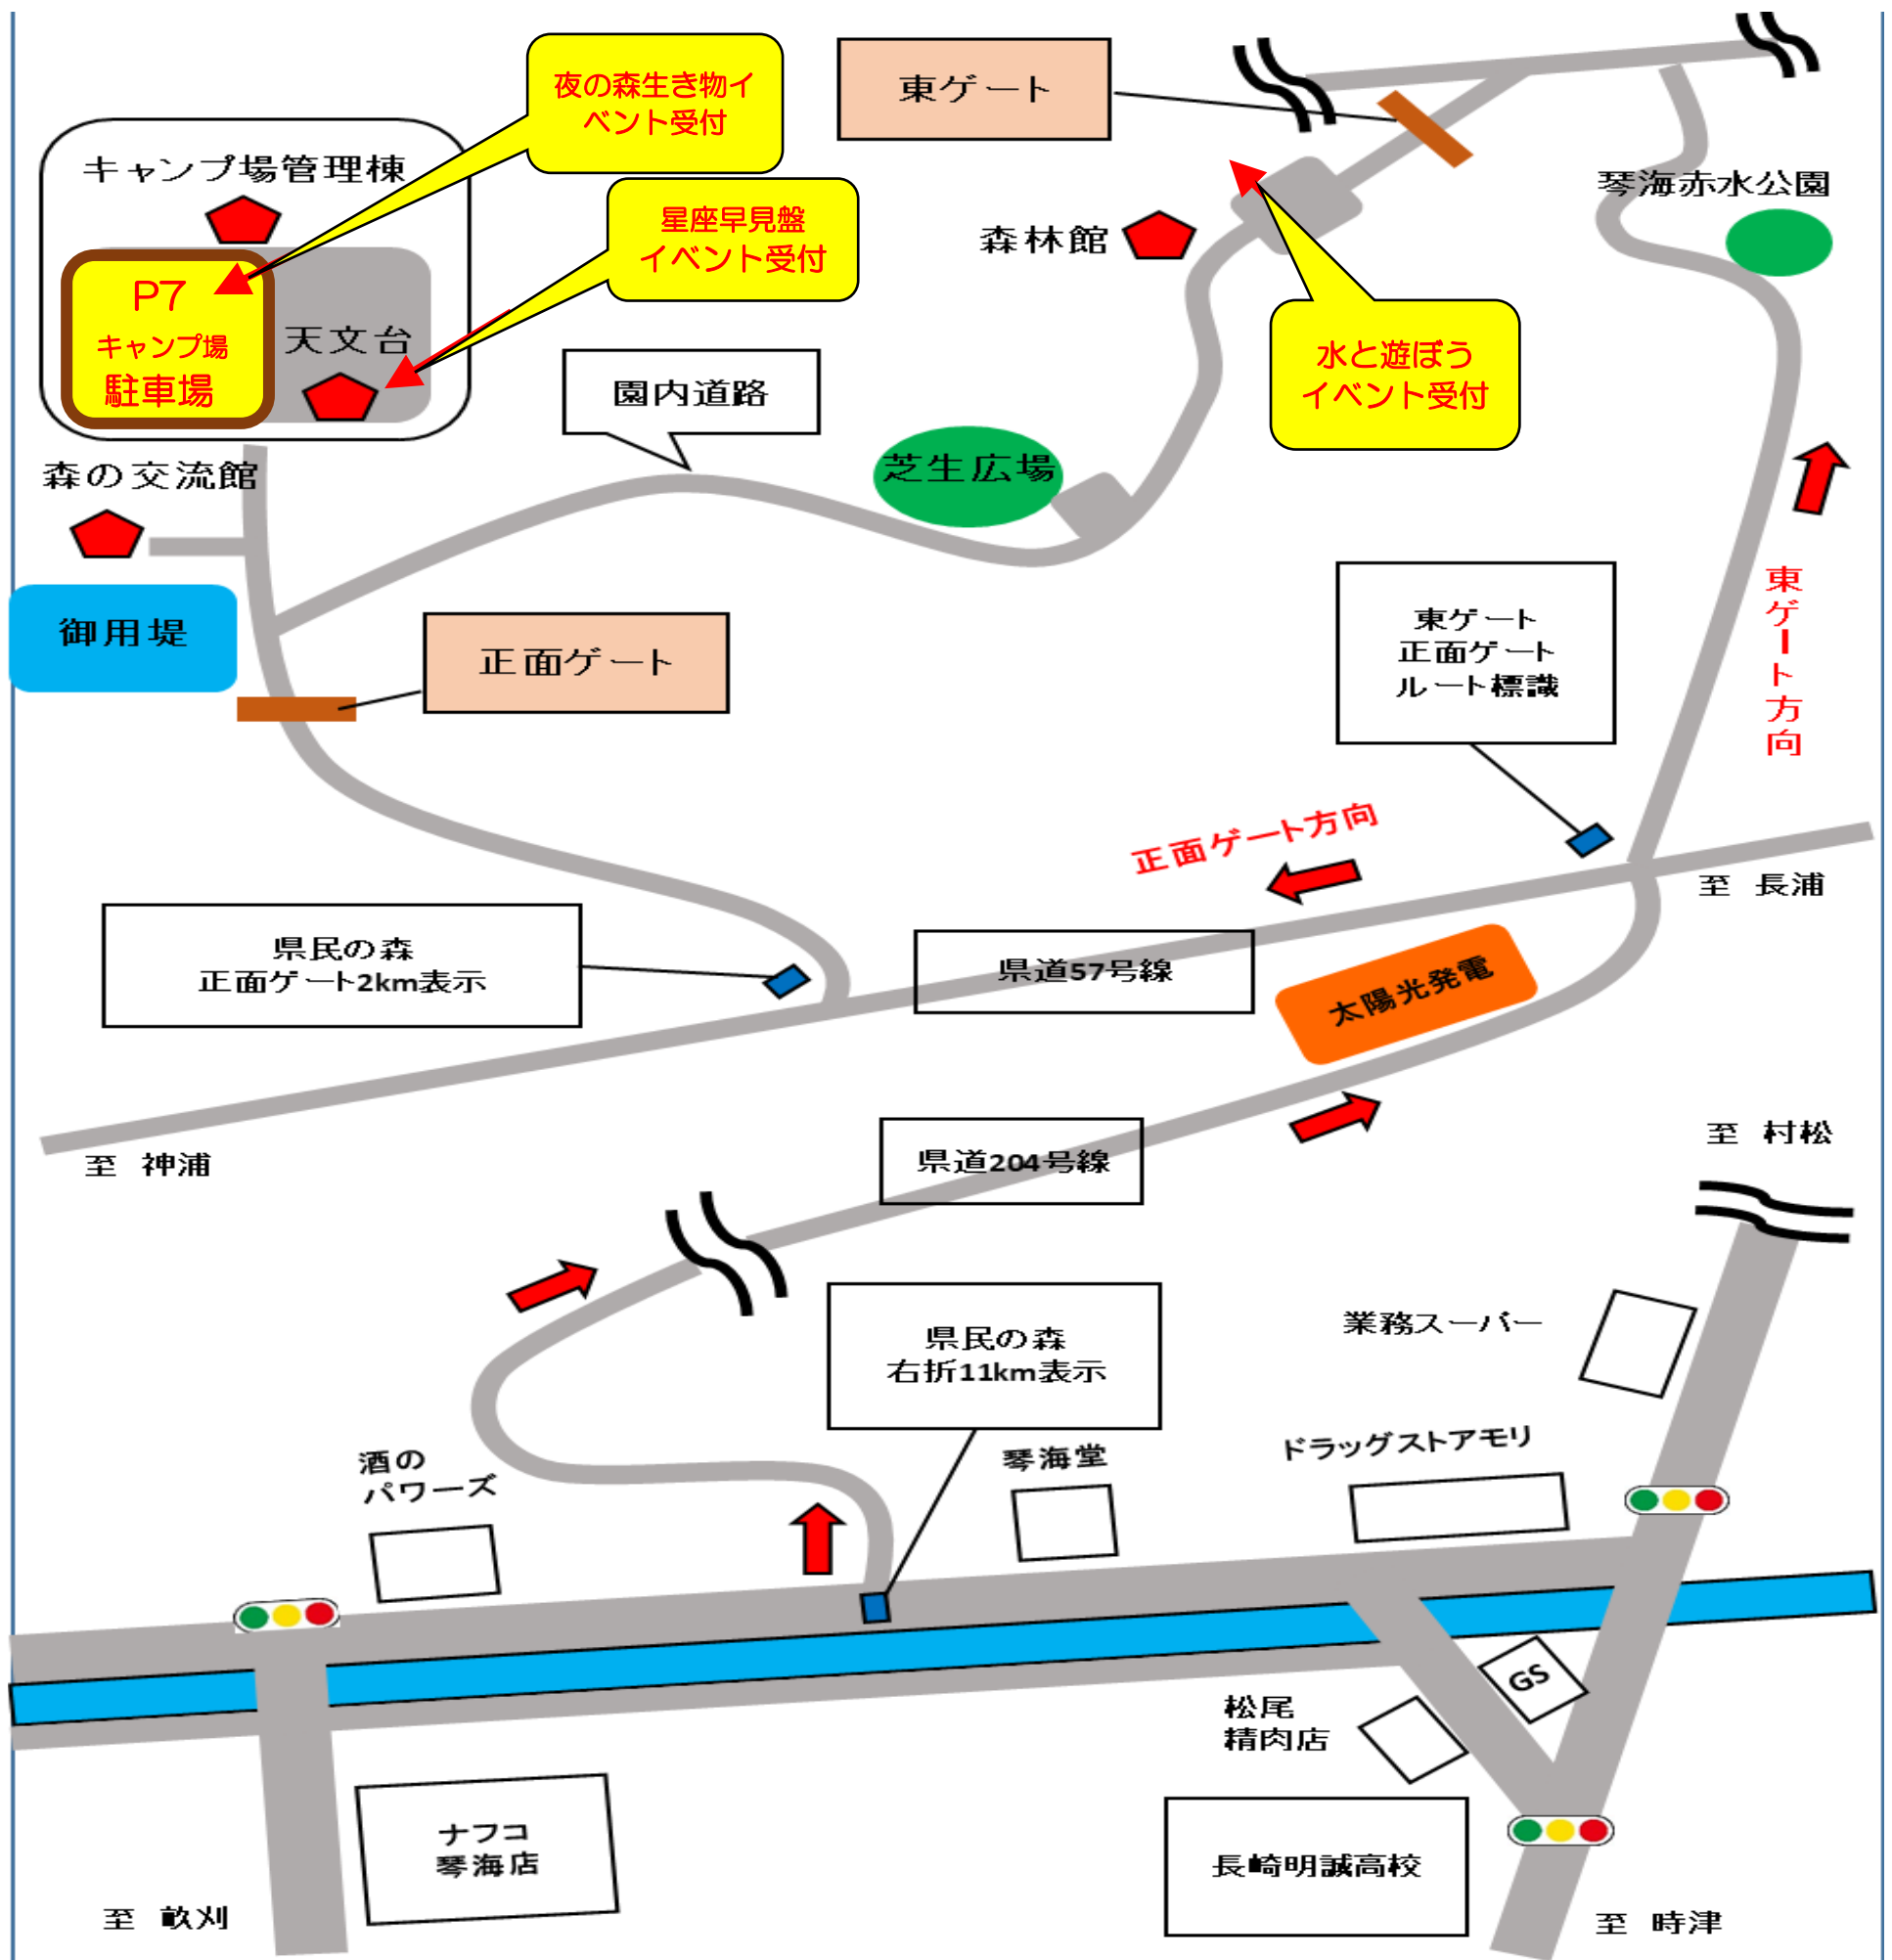 夜の森生き物イ
ベント受付
東ゲート
キャンプ場管理棟
星座早見盤
イベント受付
琴海赤水公園
森林館
P7
キャンプ場
駐車場
天文台
水と遊ぼう
イベント受付
園内道路
芝生広場
森の交流館
東ゲート方向
御用堤
正面ゲート
東ゲート
正面ゲート
ルート標識
正面ゲート方向
至 長浦
県民の森
正面ゲート2km表示
県道57号線
太陽光発電
至 神浦
県道204号線
至 村松
県民の森
右折11km表示
業務スーパー
酒の
パワーズ
琴海堂
ドラッグストアモリ
GS
松尾
精肉店
ナフコ
琴海店
長崎明誠高校
至 畝刈
至 時津